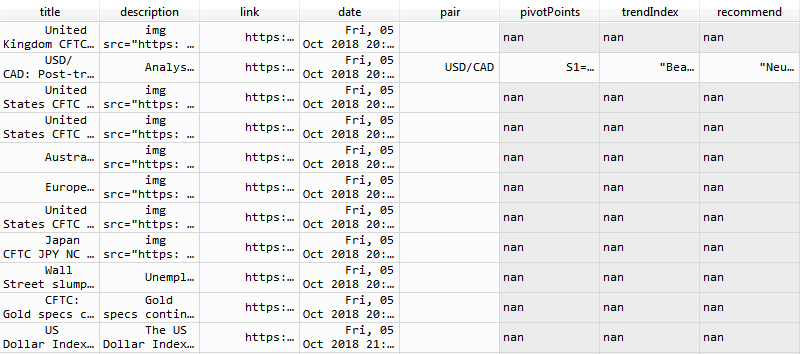 title description link date pair pivotPoints trendIndex recommend
United img Fri, 05
Kingdom CFTC… src="https: … https:… Oct 2018 20:… nan nan nan
USD/ Fri, 05
CAD: Post-tr… Analys… https:… Oct 2018 20:… USD/CAD S1=… "Bea… "Neu…
United img Fri, 05
States CFTC … src="https: … https:… Oct 2018 20:… nan nan nan
United img Fri, 05
States CFTC … src="https: … https:… Oct 2018 20:… nan nan nan
img Fri, 05
Austra… src="https: … https:… Oct 2018 20:… nan nan nan
img Fri, 05
Europe… src="https: … https:… Oct 2018 20:… nan nan nan
United img Fri, 05
States CFTC … src="https: … https:… Oct 2018 20:… nan nan nan
Japan img Fri, 05
CFTC JPY NC … src="https: … https:… Oct 2018 20:… nan nan nan
Wall Fri, 05
Street slump… Unempl… https:… Oct 2018 20:… nan nan nan
CFTC: Gold Fri, 05
Gold specs c… specs contin… https:… Oct 2018 20:… nan nan nan
US The US Fri, 05
Dollar Index… Dollar Index… https:… Oct 2018 21:… nan nan nan